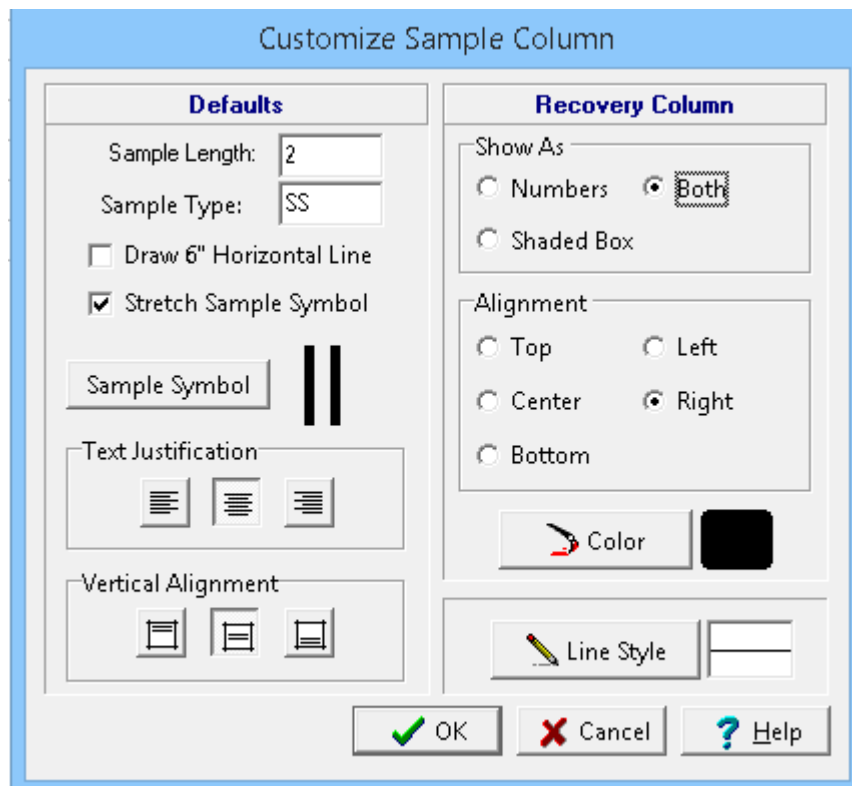 Customize Sample Column
Defaults
Sample Length: 2
Sample Type: SS
Draw 6" Horizontal Line
Stretch Sample Symbol
Sample Symbol
Text Justification
Vertical Alignment
Recovery Column
Show As
Numbers Both
Shaded Box
Alignment
Top Left
Center Right
Bottom
Color
Line Style
OK Cancel ? Help